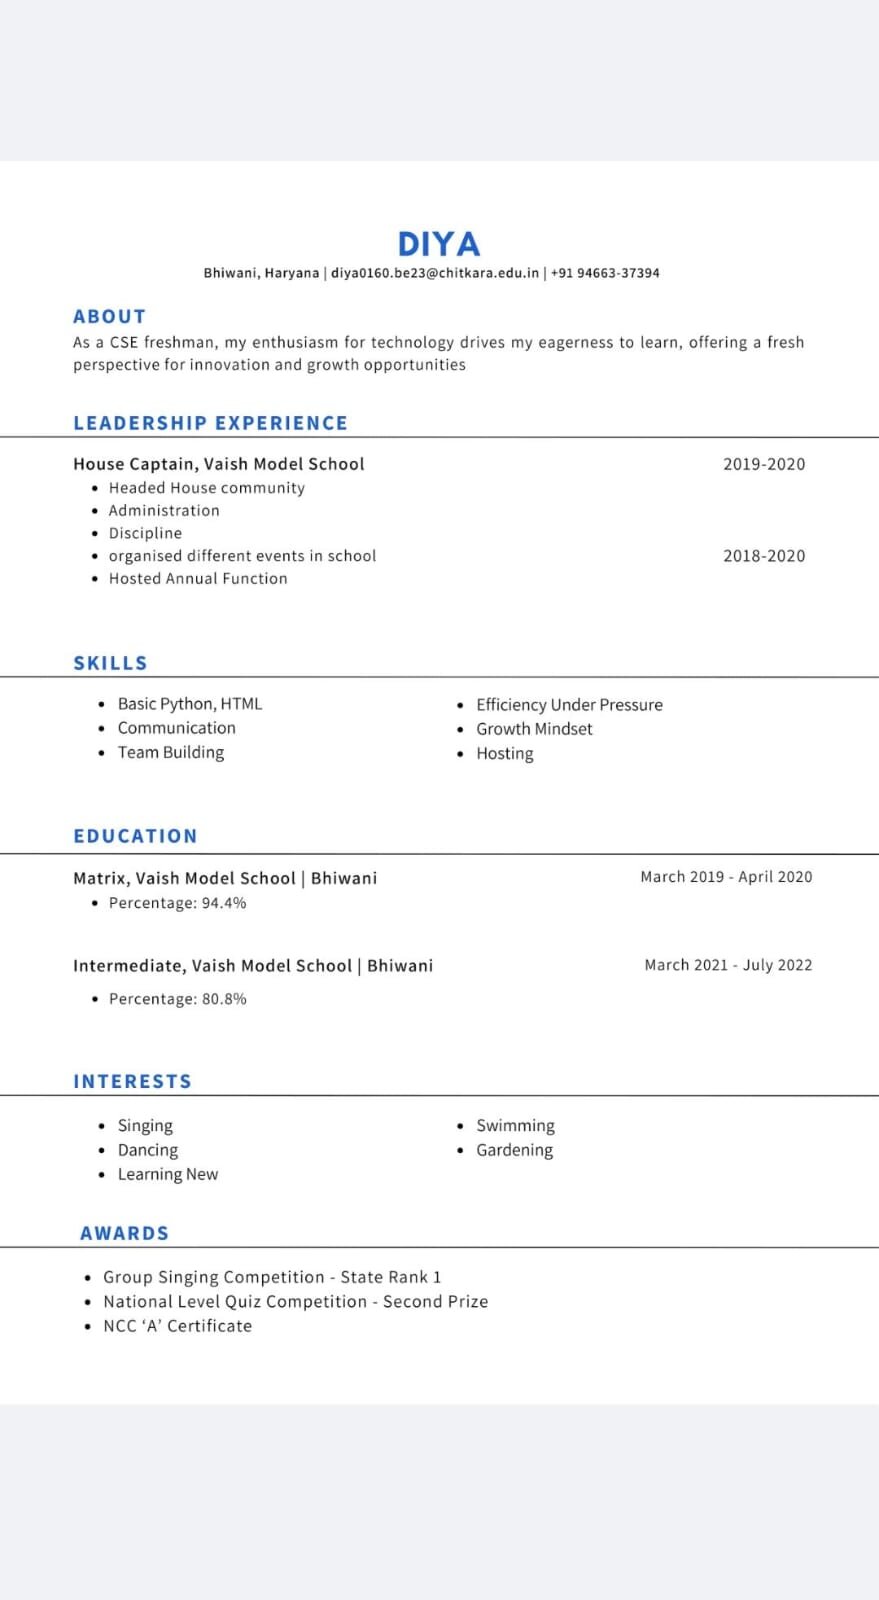 DIYA
Bhiwani, Haryana | diya0160.be23@chitkara.edu.in | +91 94663-37394
ABOUT
As a CSE freshman, my enthusiasm for technology drives my eagerness to learn, offering a fresh
perspective for innovation and growth opportunities
LEADERSHIP EXPERIENCE
House Captain, Vaish Model School 2019-2020
• Headed House community
• Administration
• Discipline
• organised different events in school 2018-2020
• Hosted Annual Function
SKILLS
• Basic Python, HTML
• Communication
• Team Building
• Efficiency Under Pressure
• Growth Mindset
• Hosting
EDUCATION
Matrix, Vaish Model School | Bhiwani March 2019 - April 2020
• Percentage: 94.4%
Intermediate, Vaish Model School | Bhiwani March 2021 - July 2022
• Percentage: 80.8%
INTERESTS
• Singing
• Dancing
• Learning New
• Swimming
• Gardening
AWARDS
• Group Singing Competition - State Rank 1
• National Level Quiz Competition - Second Prize
• NCC ‘A’ Certificate